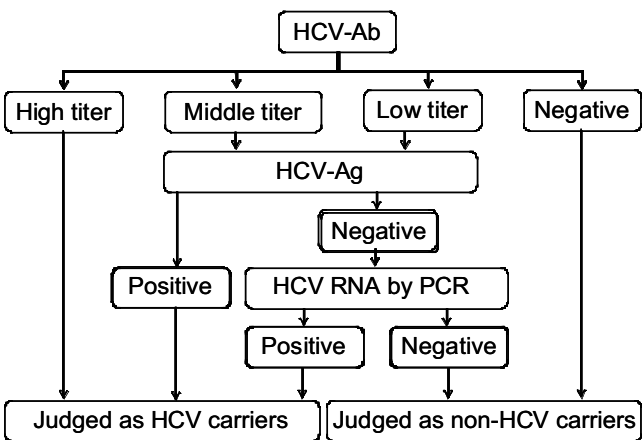 HCV-Ab
High titer
Middle titer
Low titer
Negative
HCV-Ag
Negative
Positive
HCV RNA by PCR
Positive
Negative
Judged as HCV carriers
Judged as non-HCV carriers